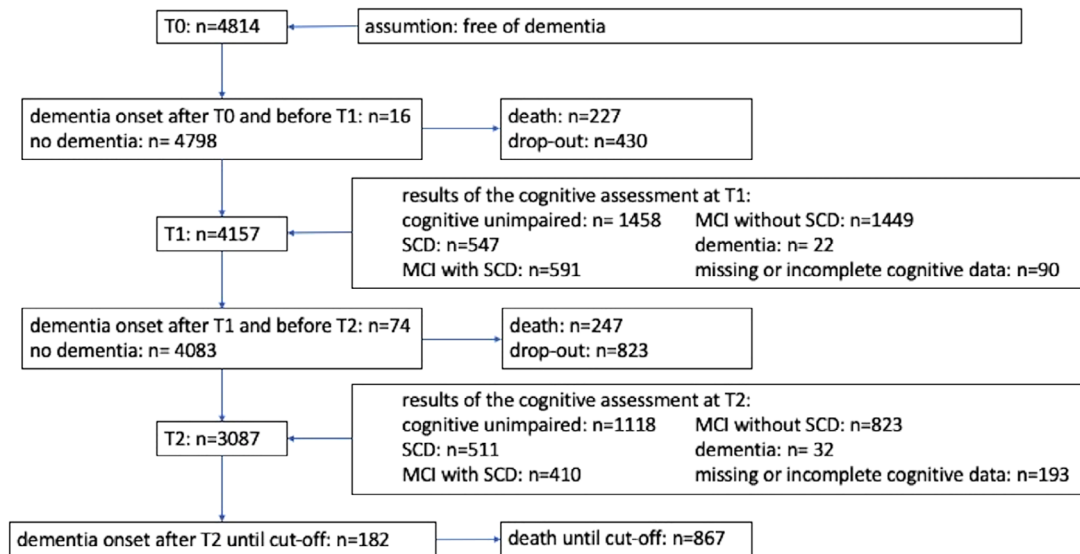 T0: n=4814
assumtion: free of dementia
dementia onset after T0 and before T1: n=16
no dementia: n= 4798
death: n=227
drop-out: n=430
results of the cognitive assessment at T1:
cognitive unimpaired: n= 1458 MCI without SCD: n=1449
SCD: n=547 dementia: n= 22
MCI with SCD: n=591 missing or incomplete cognitive data: n=90
T1: n=4157
dementia onset after T1 and before T2: n=74
no dementia: n= 4083
death: n=247
drop-out: n=823
results of the cognitive assessment at T2:
cognitive unimpaired: n=1118 MCI without SCD: n=823
SCD: n=511 dementia: n= 32
MCI with SCD: n=410 missing or incomplete cognitive data: n=193
T2: n=3087
dementia onset after T2 until cut-off: n=182
death until cut-off: n=867